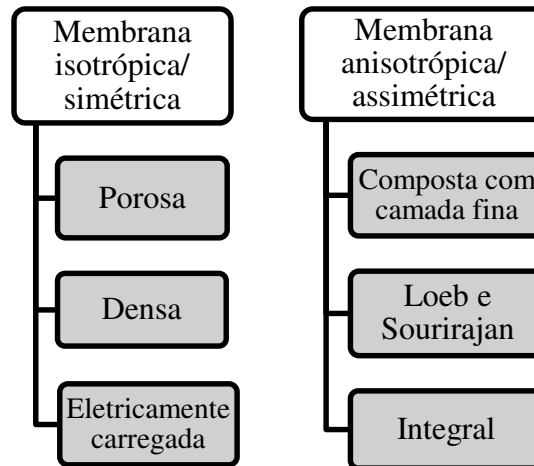 Membrana
isotrópica/
simétrica
Porosa
Densa
Eletricamente
carregada
Membrana
anisotrópica/
assimétrica
Composta com
camada fina
Loeb e
Sourirajan
Integral